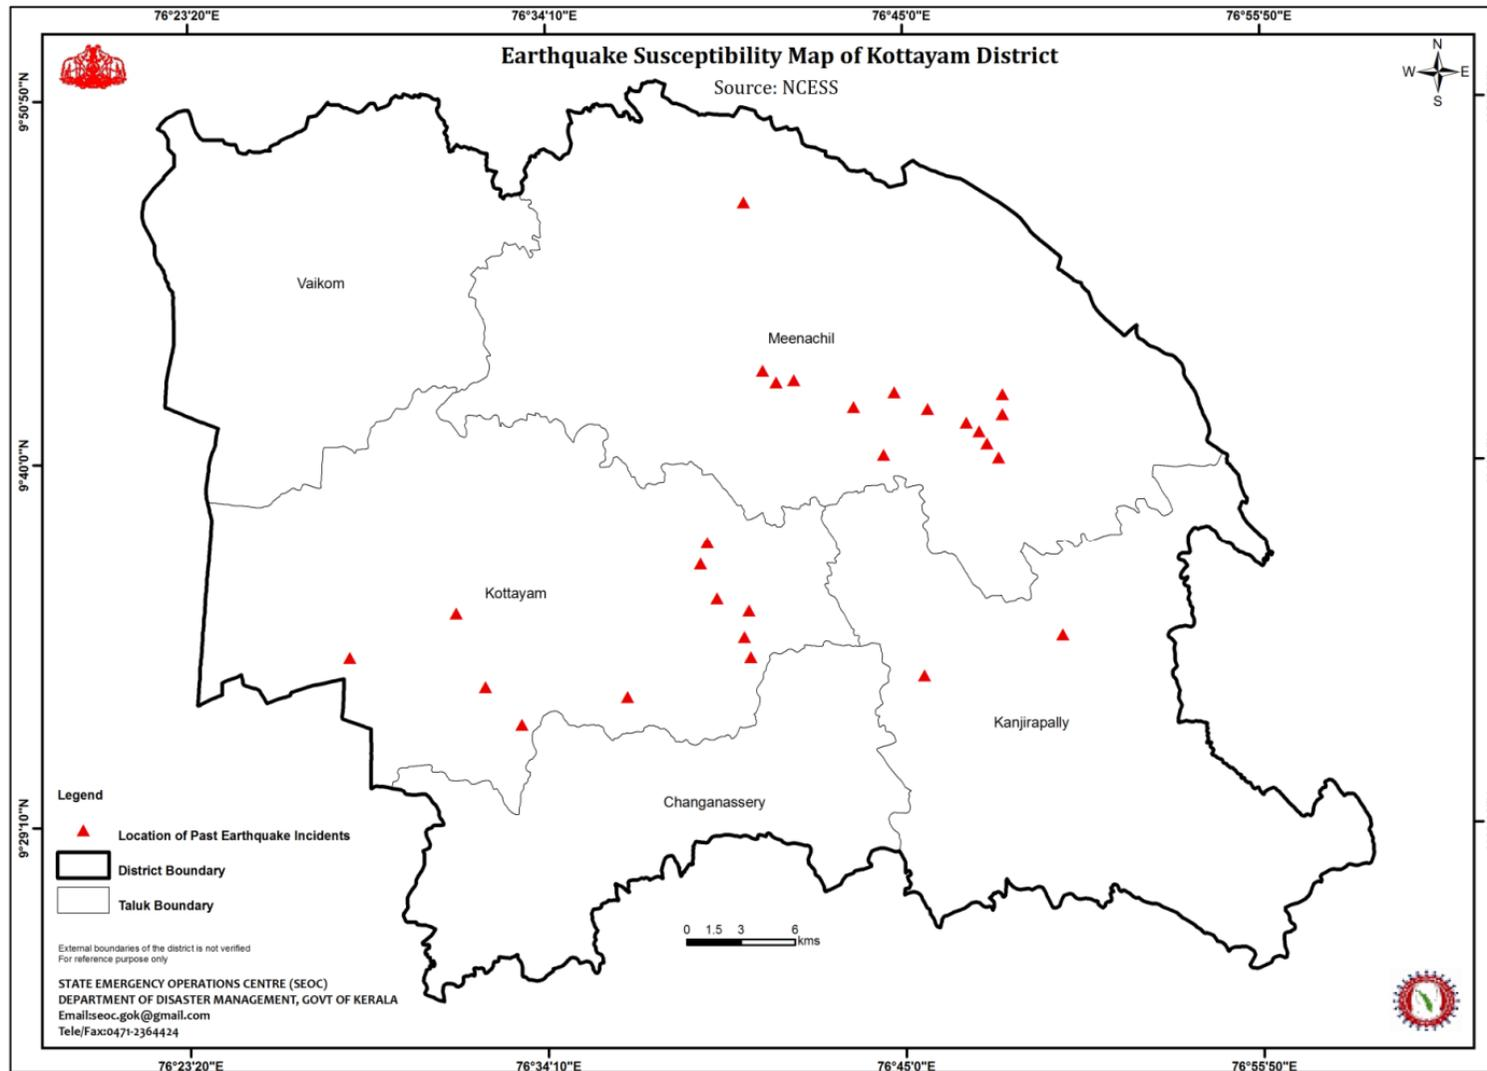 76°23'20"E 76°34'10"E 76°45'0"E 76°55'50"E
Earthquake Susceptibility Map of Kottayam District
Source: NCESS
N
W E
S
9°50'50"N
Vaikom
Meenachil
9°40'0"N
Kottayam
Kanjirapally
Changanassery
9°29'10"N
Legend
Location of Past Earthquake Incidents
District Boundary
Taluk Boundary
0 1.5 3 6
kms
External boundaries of the district is not verified
For reference purpose only
STATE EMERGENCY OPERATIONS CENTRE (SEOC)
DEPARTMENT OF DISASTER MANAGEMENT, GOVT OF KERALA
Email:seoc.gok@gmail.com
Tele/Fax:0471-2364424
76°23'20"E 76°34'10"E 76°45'0"E 76°55'50"E